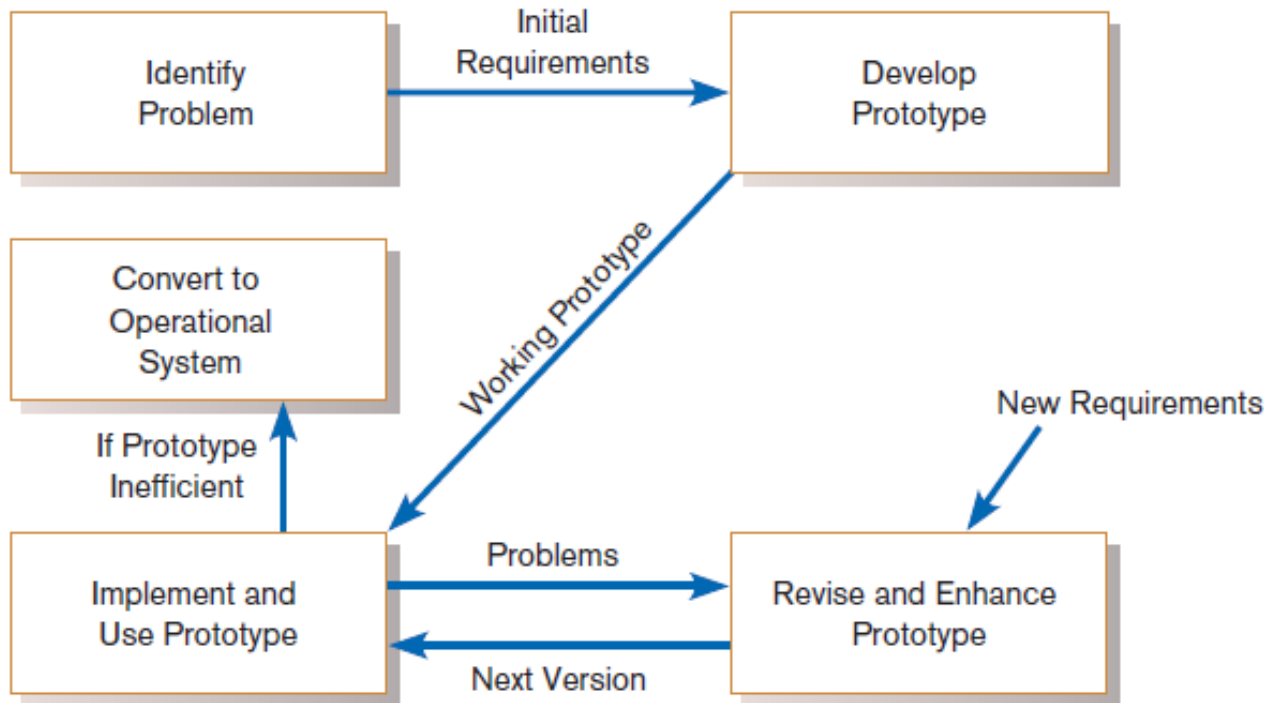 Identify
Problem
Initial
Requirements
Develop
Prototype
Convert to
Operational
System
Working Prototype
New Requirements
If Prototype
Inefficient
Implement and
Use Prototype
Problems
Next Version
Revise and Enhance
Prototype